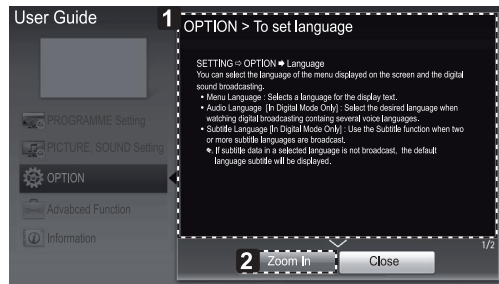 User Guide
1
OPTION > To set language
SETTING ⇨ OPTION ➡ Language
You can select the language of the menu displayed on the screen and the digital
sound broadcasting.
• Menu Language : Selects a language for the display text.
• Audio Language [In Digital Mode Only] : Select the desired language when
watching digital broadcasting containg several voice languages.
• Subtitle Language [In Digital Mode Only] : Use the Subtitle function when two
or more subtitle languages are broadcast.
If subtitle data in a selected language is not broadcast, the default
language subtitle will be displayed.
PROGRAMME Setting
PICTURE, SOUND Setting
OPTION
Advabced Function
Information
1/2
2
Zoom In
Close